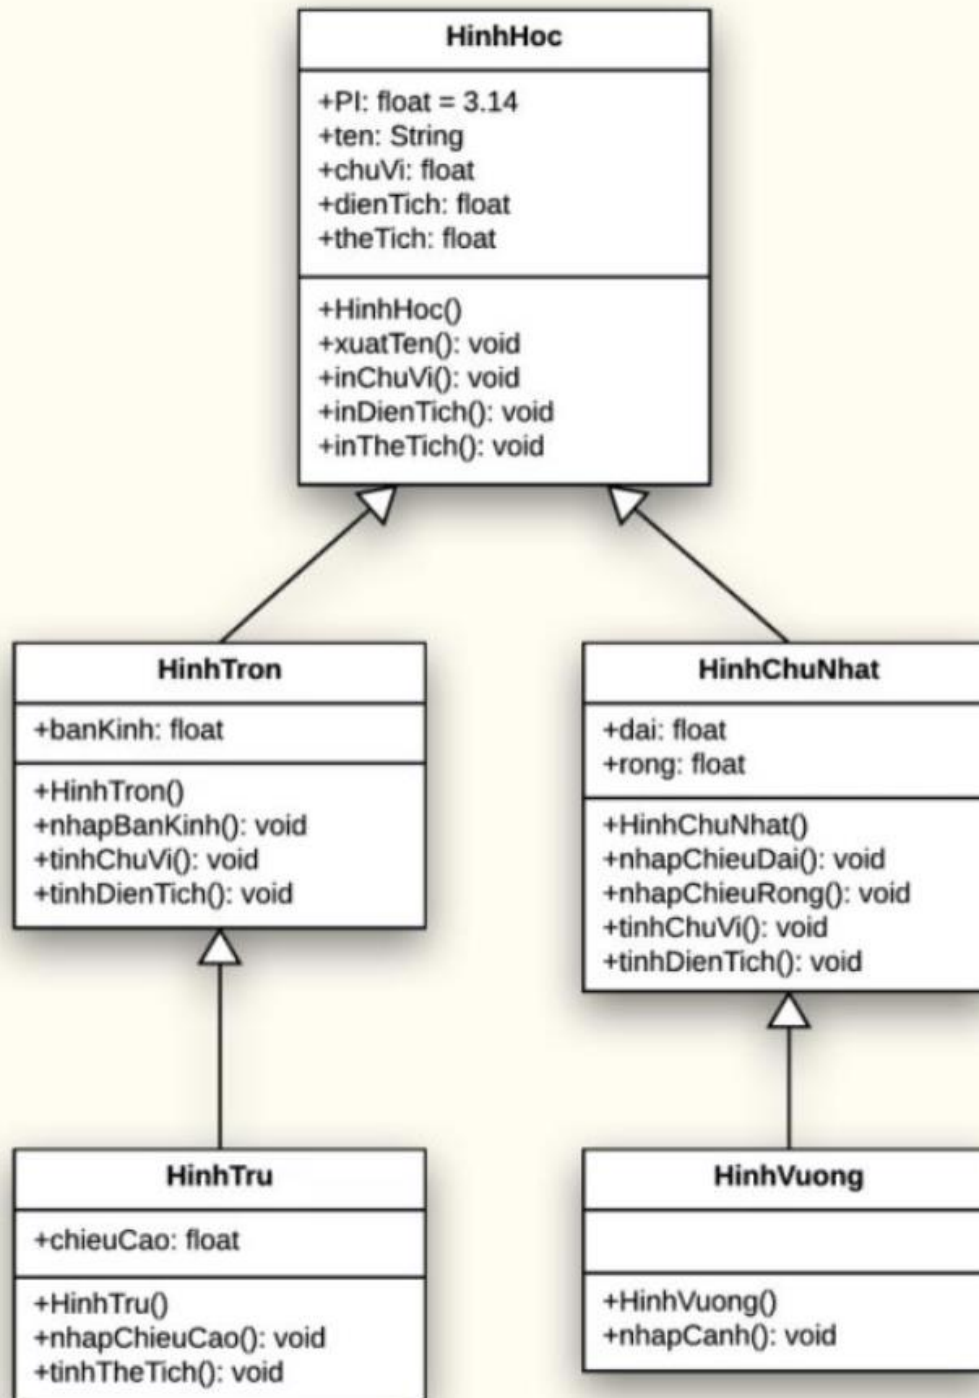 HinhHoc
+PI: float = 3.14
+ten: String
+chuVi: float
+dienTich: float
+theTich: float
+HinhHoc()
+xuatTen(): void
+inChuVi(): void
+inDienTich(): void
+inTheTich(): void
HinhTron
+banKinh: float
+HinhTron()
+nhapBanKinh(): void
+tinhChuVi(): void
+tinhDienTich(): void
HinhChuNhat
+dai: float
+rong: float
+HinhChuNhat()
+nhapChieuDai(): void
+nhapChieuRong(): void
+tinhChuVi(): void
+tinhDienTich(): void
HinhTru
+chieuCao: float
+HinhTru()
+nhapChieuCao(): void
+tinhTheTich(): void
HinhVuong
+HinhVuong()
+nhapCanh(): void